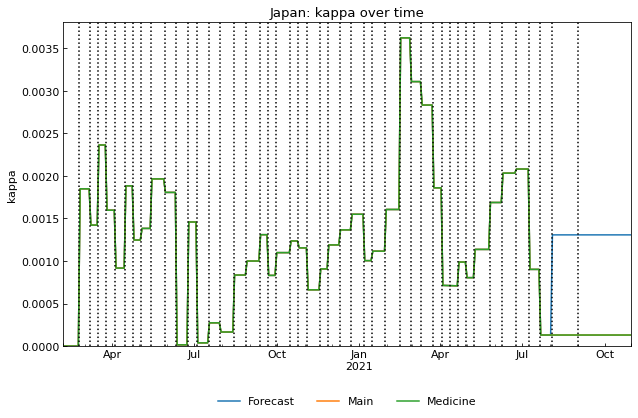 Japan: kappa over time
kappa
0.0035
0.0030
0.0025
0.0020
0.0015
0.0010
0.0005
0.0000
Apr Jul Oct Jan Apr Jul Oct
2021
Forecast Main Medicine